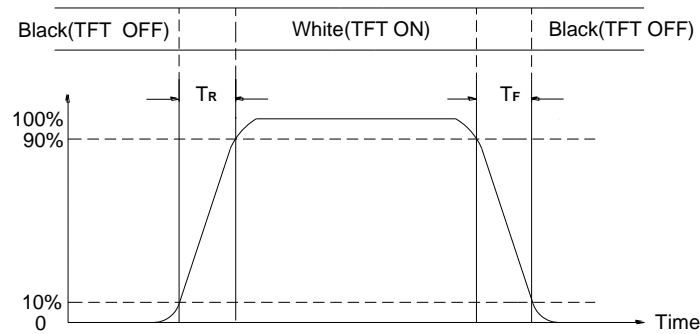 Black(TFT OFF) White(TFT ON) Black(TFT OFF)
TR TF
100%
90%
10%
0
Time